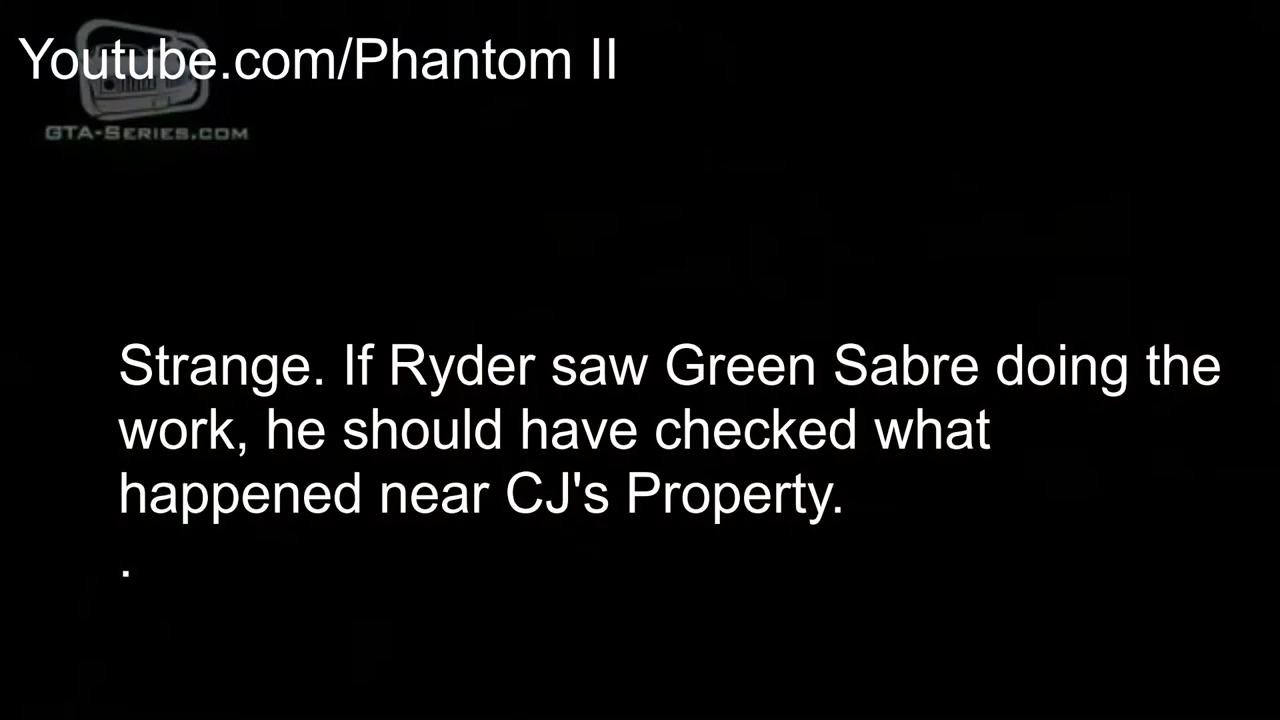 Youtube.com/Phantom II
GTA-Series.com
Strange. If Ryder saw Green Sabre doing the
work, he should have checked what
happened near CJ's Property.
.